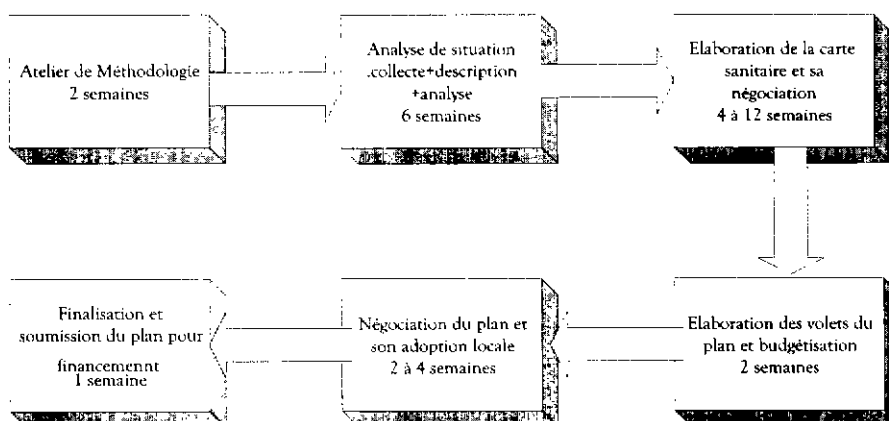 Atelier de Méthodologie
2 semaines
Analyse de situation
.collecte+description
+analyse
6 semaines
Elaboration de la carte
sanitaire et sa
négociation
4 à 12 semaines
Elaboration des volets du
plan et budgétisation
2 semaines
Négociation du plan et
son adoption locale
2 à 4 semaines
Finalisation et
soumission du plan pour
financemennt
1 semaine